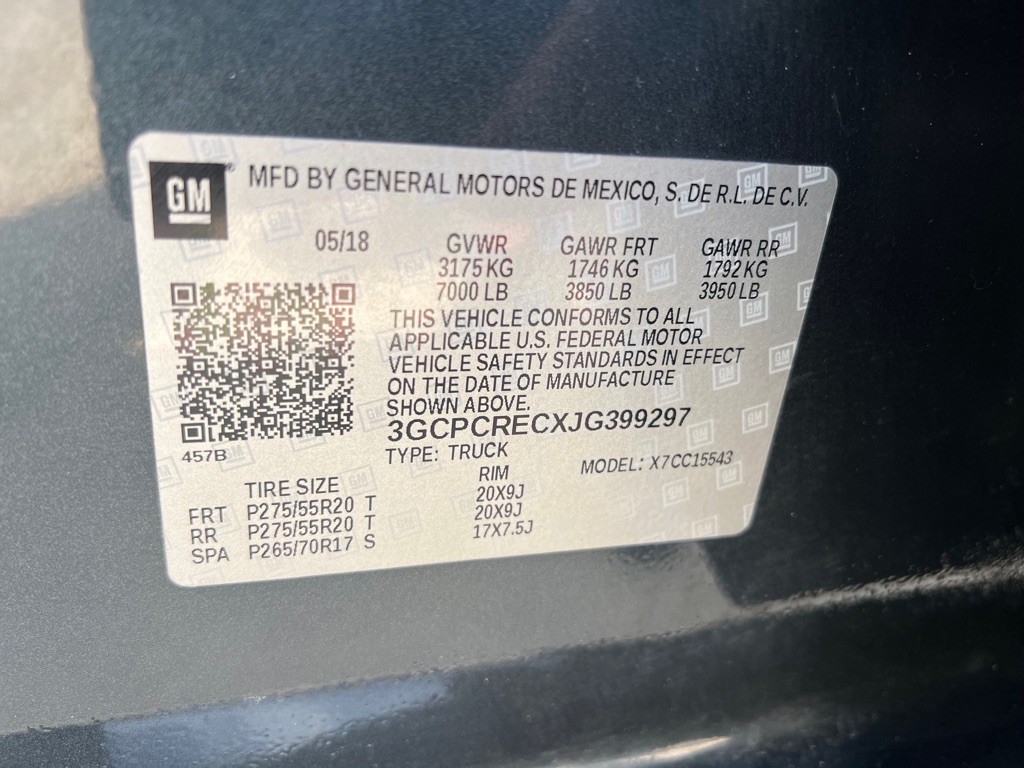 GM
MFD BY GENERAL MOTORS DE MEXICO, S. DE R.L. DE C.V.
05/18 GVWR GAWR FRT GAWR RR
3175 KG 1746 KG 1792 KG
7000 LB 3850 LB 3950 LB
THIS VEHICLE CONFORMS TO ALL
APPLICABLE U.S. FEDERAL MOTOR
VEHICLE SAFETY STANDARDS IN EFFECT
ON THE DATE OF MANUFACTURE
SHOWN ABOVE.
3GCPCRECXJG399297
457B
TYPE: TRUCK MODEL: X7CC15543
TIRE SIZE RIM
FRT P275/55R20 T 20X9J
RR P275/55R20 T 20X9J
SPA P265/70R17 S 17X7.5J